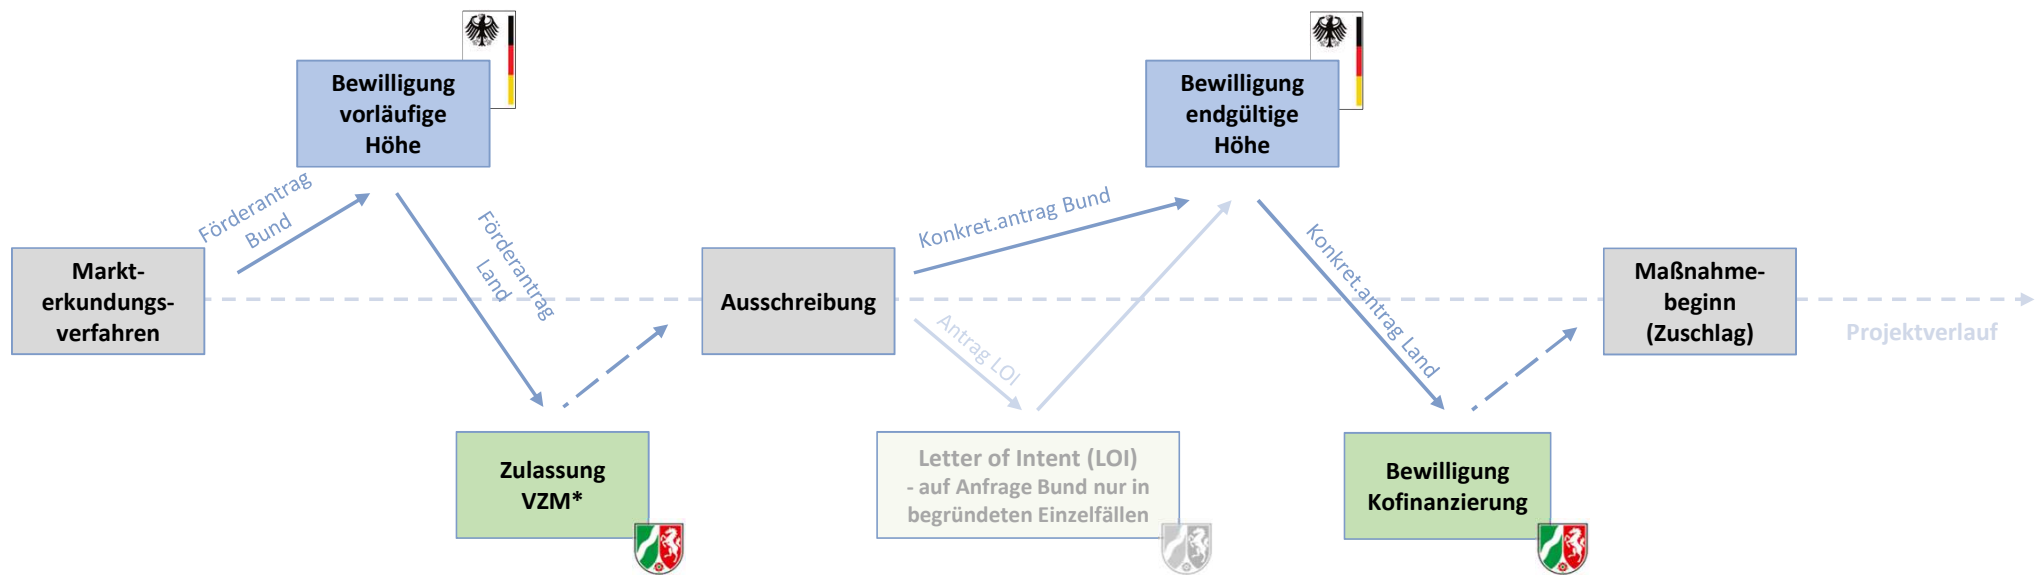 Bewilligung
vorläufige
Höhe
Bewilligung
endgültige
Höhe
Förderantrag
Bund
Förderantrag
Land
Konkret.antrag Bund
Konkret.antrag Land
Markt-
erkundungs-
verfahren
Ausschreibung
Maßnahme-
beginn
(Zuschlag)
Projektverlauf
Antrag LOI
Zulassung
VZM*
Letter of Intent (LOI)
- auf Anfrage Bund nur in
begründeten Einzelfällen
Bewilligung
Kofinanzierung